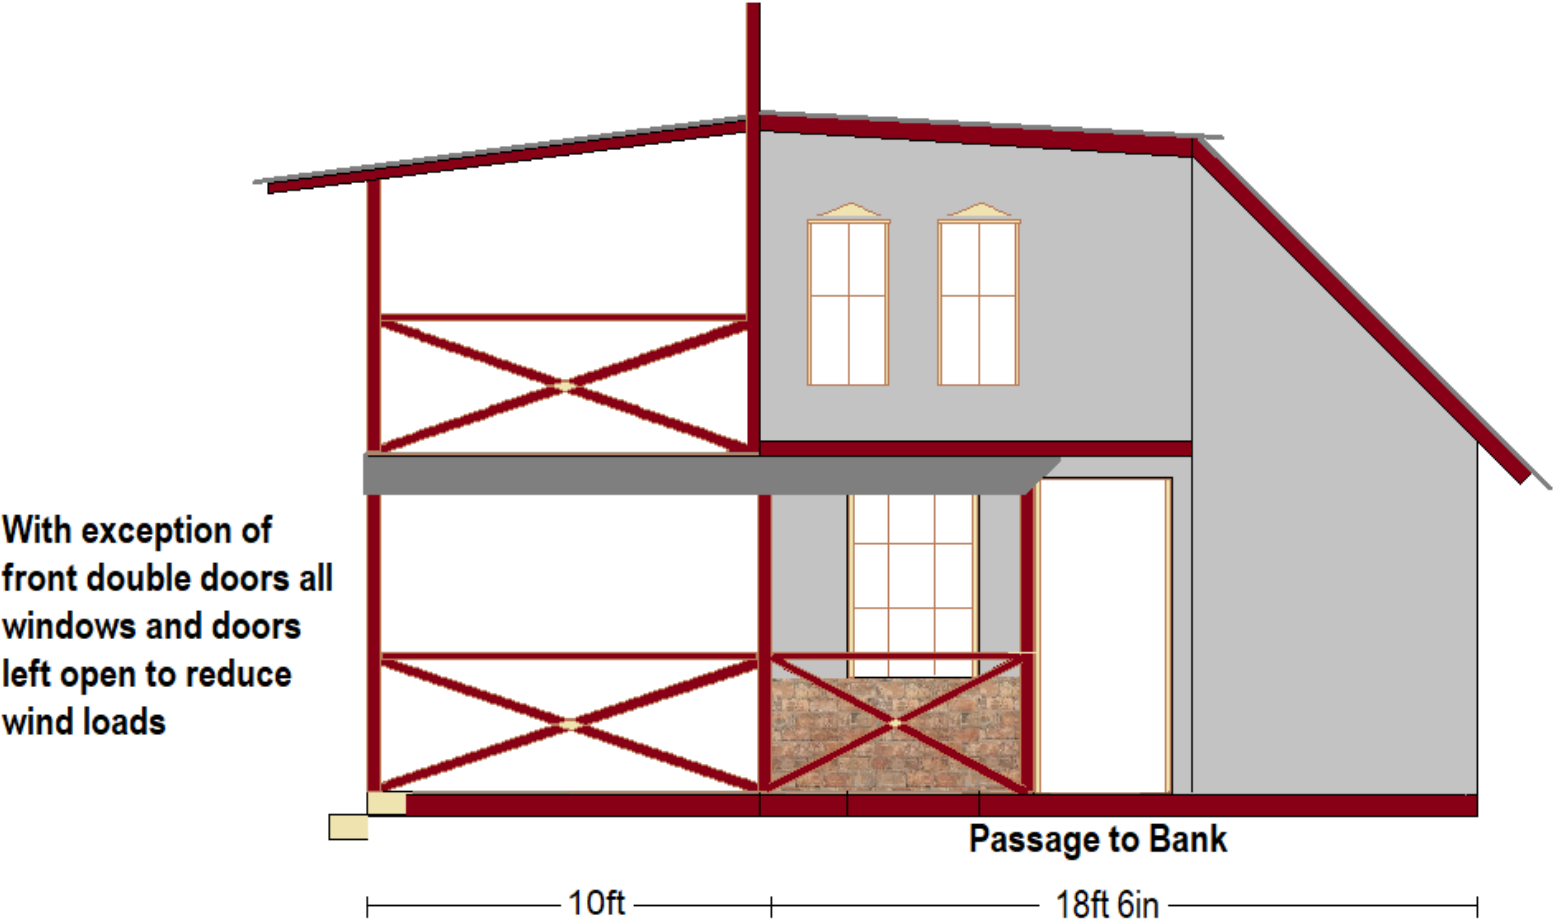 With exception of
front double doors all
windows and doors
left open to reduce
wind loads
Passage to Bank
10ft
18ft 6in